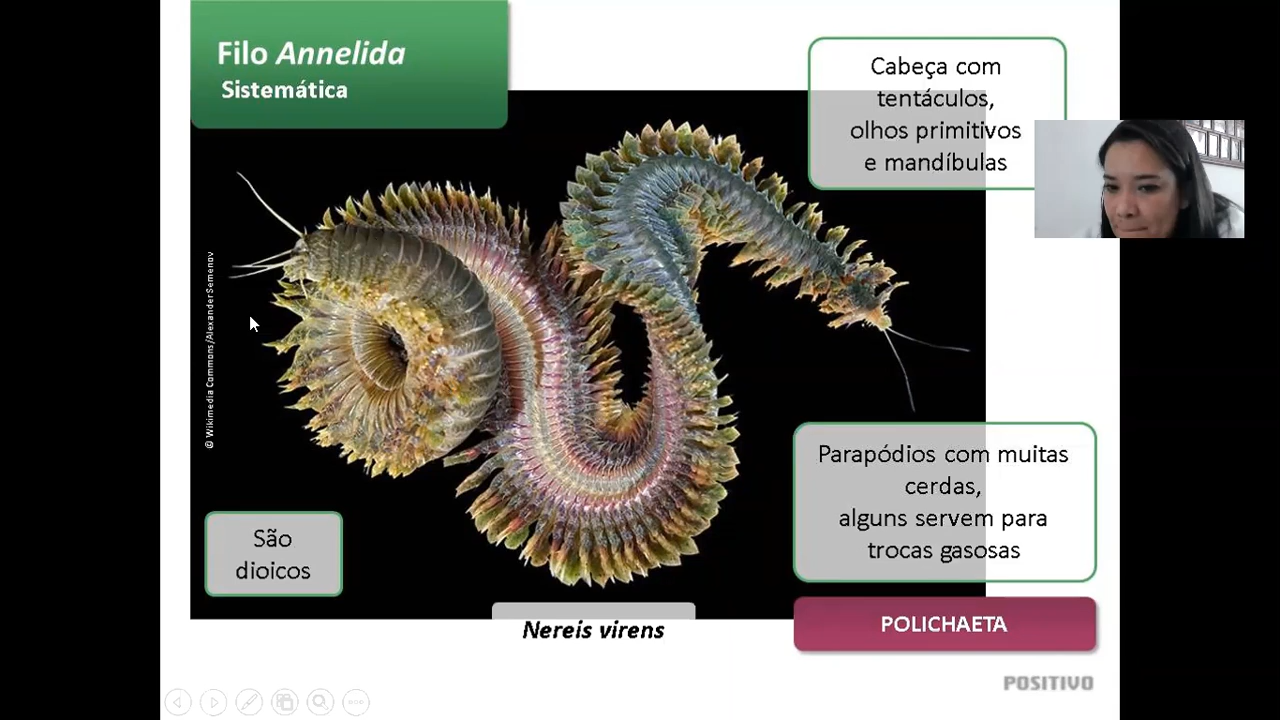 Filo Annelida
Sistemática
Cabeça com
tentáculos,
olhos primitivos
e mandíbulas
© Wikimedia Commons/Alexander Semenov
Parapódios com muitas
cerdas,
alguns servem para
trocas gasosas
São
dioicos
Nereis virens
POLICHAETA
POSITIVO